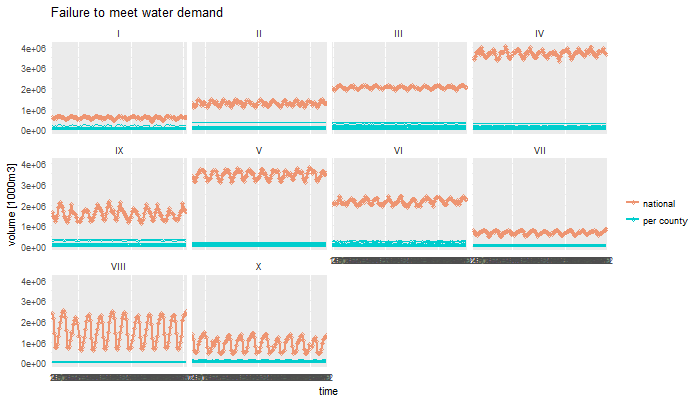 Failure to meet water demand
I II III IV
4e+06
3e+06
2e+06
1e+06
0e+00
IX V VI VII
4e+06
3e+06
2e+06
1e+06
0e+00
VIII X
4e+06
3e+06
2e+06
1e+06
0e+00
volume [1000m3]
time
national
per county